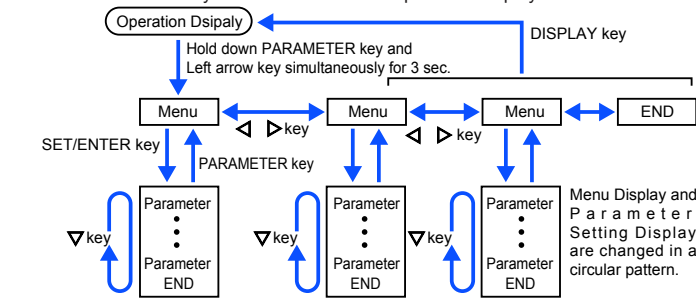 Operation Dsipaly
DISPLAY key
Hold down PARAMETER key and
Left arrow key simultaneously for 3 sec.
Menu
Menu
Menu
END
key
key
SET/ENTER key
PARAMETER key
Parameter
Parameter
END
key
Parameter
Parameter
END
key
Parameter
Parameter
END
key
Menu Display and
Parameter
Setting Display
are changed in a
circular pattern.